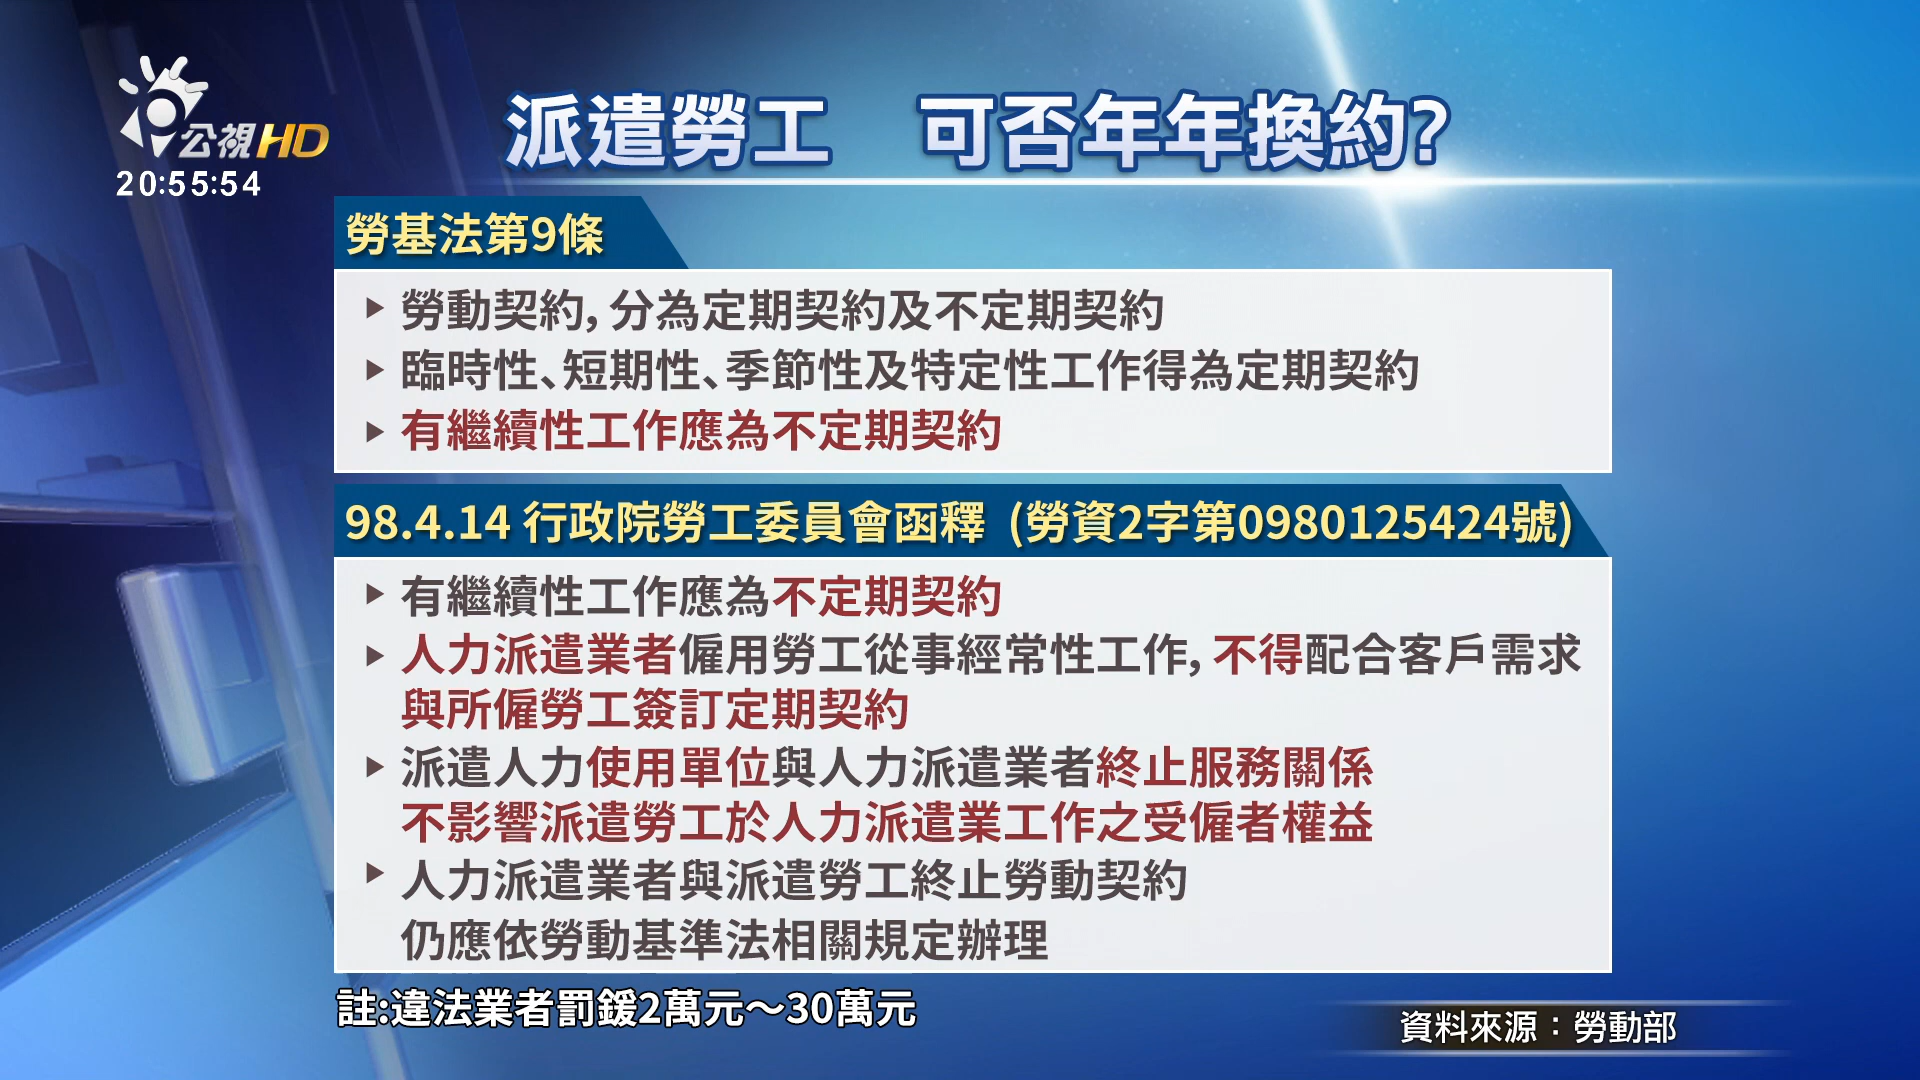 公視HD
20:55:54
派遣勞工 可否年年換約?
勞基法第9條
勞動契約,分為定期契約及不定期契約
臨時性、短期性、季節性及特定性工作得為定期契約
有繼續性工作應為不定期契約
98.4.14 行政院勞工委員會函釋 (勞資2字第0980125424號)
有繼續性工作應為不定期契約
人力派遣業者僱用勞工從事經常性工作,不得配合客戶需求
與所僱勞工簽訂定期契約
派遣人力使用單位與人力派遣業者終止服務關係
不影響派遣勞工於人力派遣業工作之受僱者權益
人力派遣業者與派遣勞工終止勞動契約
仍應依勞動基準法相關規定辦理
註:違法業者罰鍰2萬元～30萬元
資料來源：勞動部